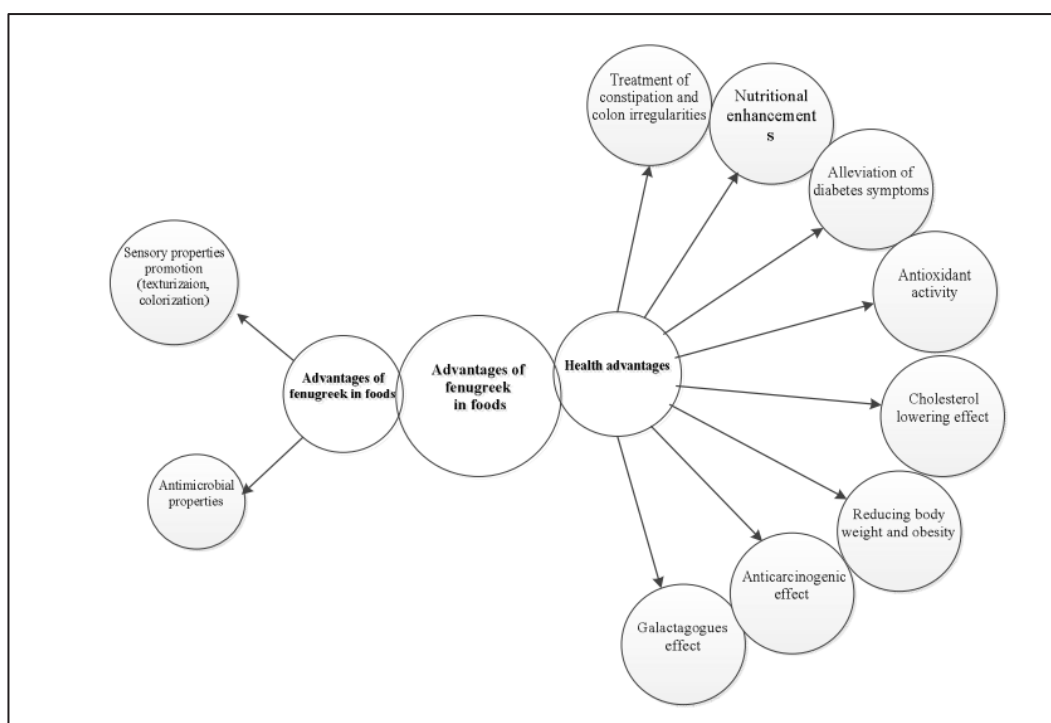 Treatment of
constipation and
colon irregularities
Nutritional
enhancement
s
Alleviation of
diabetes symptoms
Antioxidant
activity
Cholesterol
lowering effect
Reducing body
weight and obesity
Anticarcinogenic
effect
Galactagogues
effect
Health advantages
Advantages of
fenugreek
in foods
Advantages of
fenugreek in foods
Sensory properties
promotion
(texturizaion,
colorization)
Antimicrobial
properties